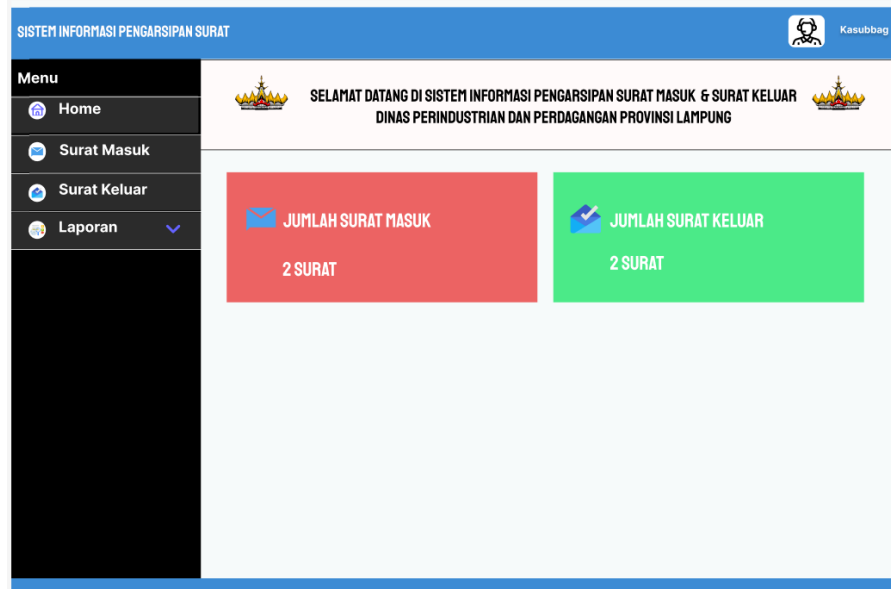 SISTEM INFORMASI PENGARSIPAN SURAT
Kasubbag
Menu
Home
Surat Masuk
Surat Keluar
Laporan
SELAMAT DATANG DI SISTEM INFORMASI PENGARSIPAN SURAT MASUK & SURAT KELUAR
DINAS PERINDUSTRIAN DAN PERDAGANGAN PROVINSI LAMPUNG
JUMLAH SURAT MASUK
2 SURAT
JUMLAH SURAT KELUAR
2 SURAT